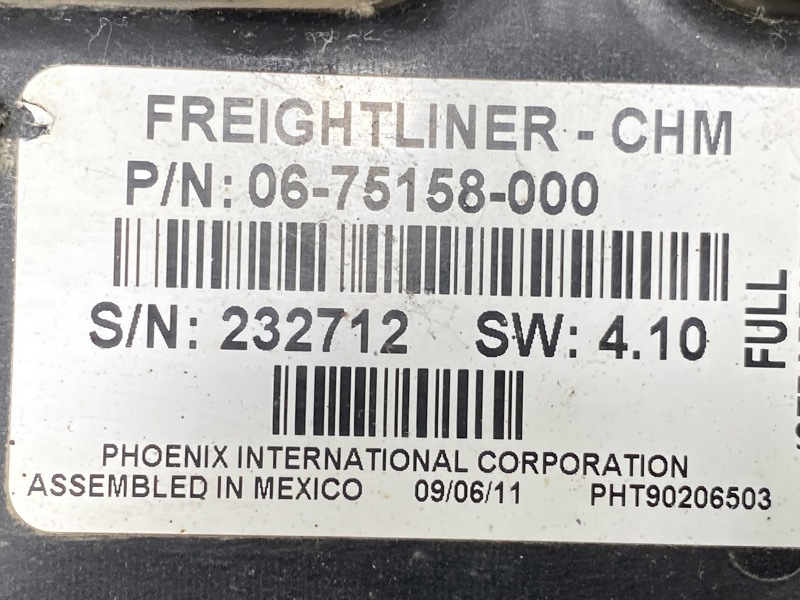 FREIGHTLINER - CHM
P/N: 06-75158-000
S/N: 232712 SW: 4.10
PHOENIX INTERNATIONAL CORPORATION
ASSEMBLED IN MEXICO 09/06/11 PHT90206503
FULL